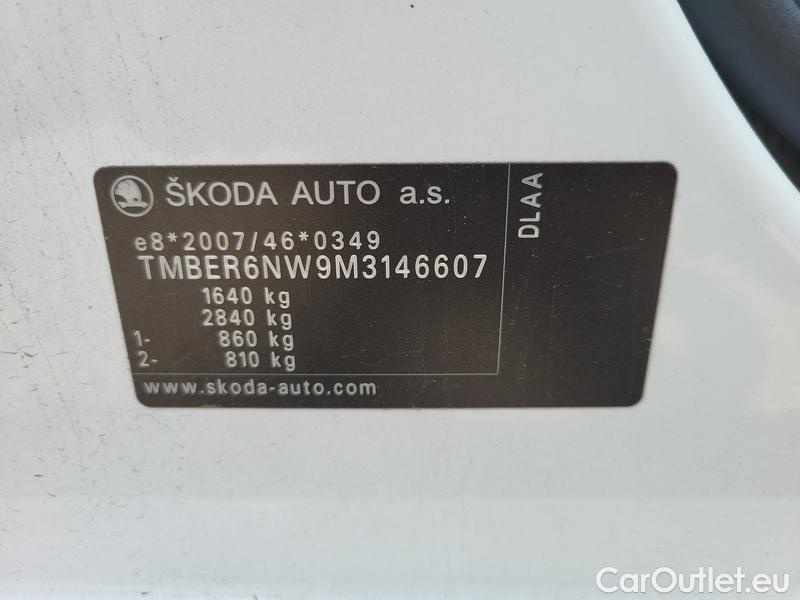 ŠKODA AUTO a.s.
e8*2007/46*0349
TMBER6NW9M3146607
1640 kg
2840 kg
1- 860 kg
2- 810 kg
www.skoda-auto.com
DLAA
CarOutlet.eu